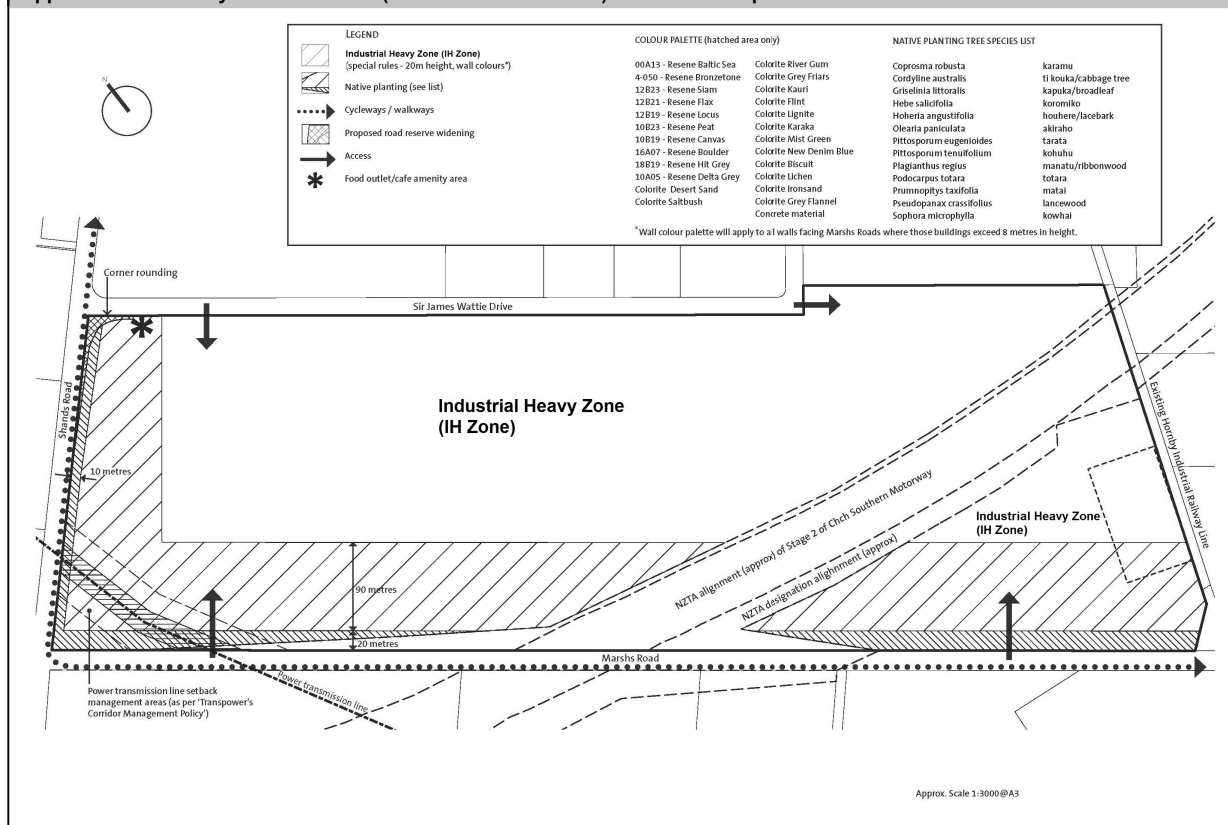 LEGEND
Industrial Heavy Zone (IH Zone)
(special rules - 20m height, wall colours*)
Native planting (see list)
Cycleways / walkways
Proposed road reserve widening
Access
Food outlet/cafe amenity area
COLOUR PALETTE (hatched area only)
00A13 - Resene Baltic Sea
4-050 - Resene Bronzetone
12B23 - Resene Siam
12B21 - Resene Flax
12B19 - Resene Locus
10B23 - Resene Peat
10B19 - Resene Canvas
16A07 - Resene Boulder
18B19 - Resene Hit Grey
10A05 - Resene Delta Grey
Colorite Desert Sand
Colorite Saltbush
Colorite River Gum
Colorite Grey Friars
Colorite Kauri
Colorite Flint
Colorite Lignite
Colorite Karaka
Colorite Mist Green
Colorite New Denim Blue
Colorite Biscuit
Colorite Lichen
Colorite Ironsand
Colorite Grey Flannel
Concrete material
NATIVE PLANTING TREE SPECIES LIST
Coprosma robusta karamu
Cordyline australis ti kouka/cabbage tree
Griselinia littoralis kapuka/broadleaf
Hebe salicifolia koromiko
Hoheria angustifolia houhere/lacebark
Olearia paniculata akiraho
Pittosporum eugenioides tarata
Pittosporum tenuifolium kohuhu
Plagianthus regius manatu/ribbonwood
Podocarpus totara totara
Prumnopitys taxifolia matai
Pseudopanax crassifolius lancewood
Sophora microphylla kowhai
*Wall colour palette will apply to all walls facing Marshs Roads where those buildings exceed 8 metres in height.
N
Corner rounding
Sir James Wattie Drive
Shands Road
10 metres
Industrial Heavy Zone
(IH Zone)
Existing Hornby Industrial Railway Line
NZTA alignment (approx) of Stage 2 of Chch Southern Motorway
NZTA designation alighnment (approx)
Industrial Heavy Zone
(IH Zone)
90 metres
20 metres
Marshs Road
Power transmission line
Power transmission line setback
management areas (as per 'Transpower's
Corridor Management Policy')
Approx. Scale 1:3000@A3